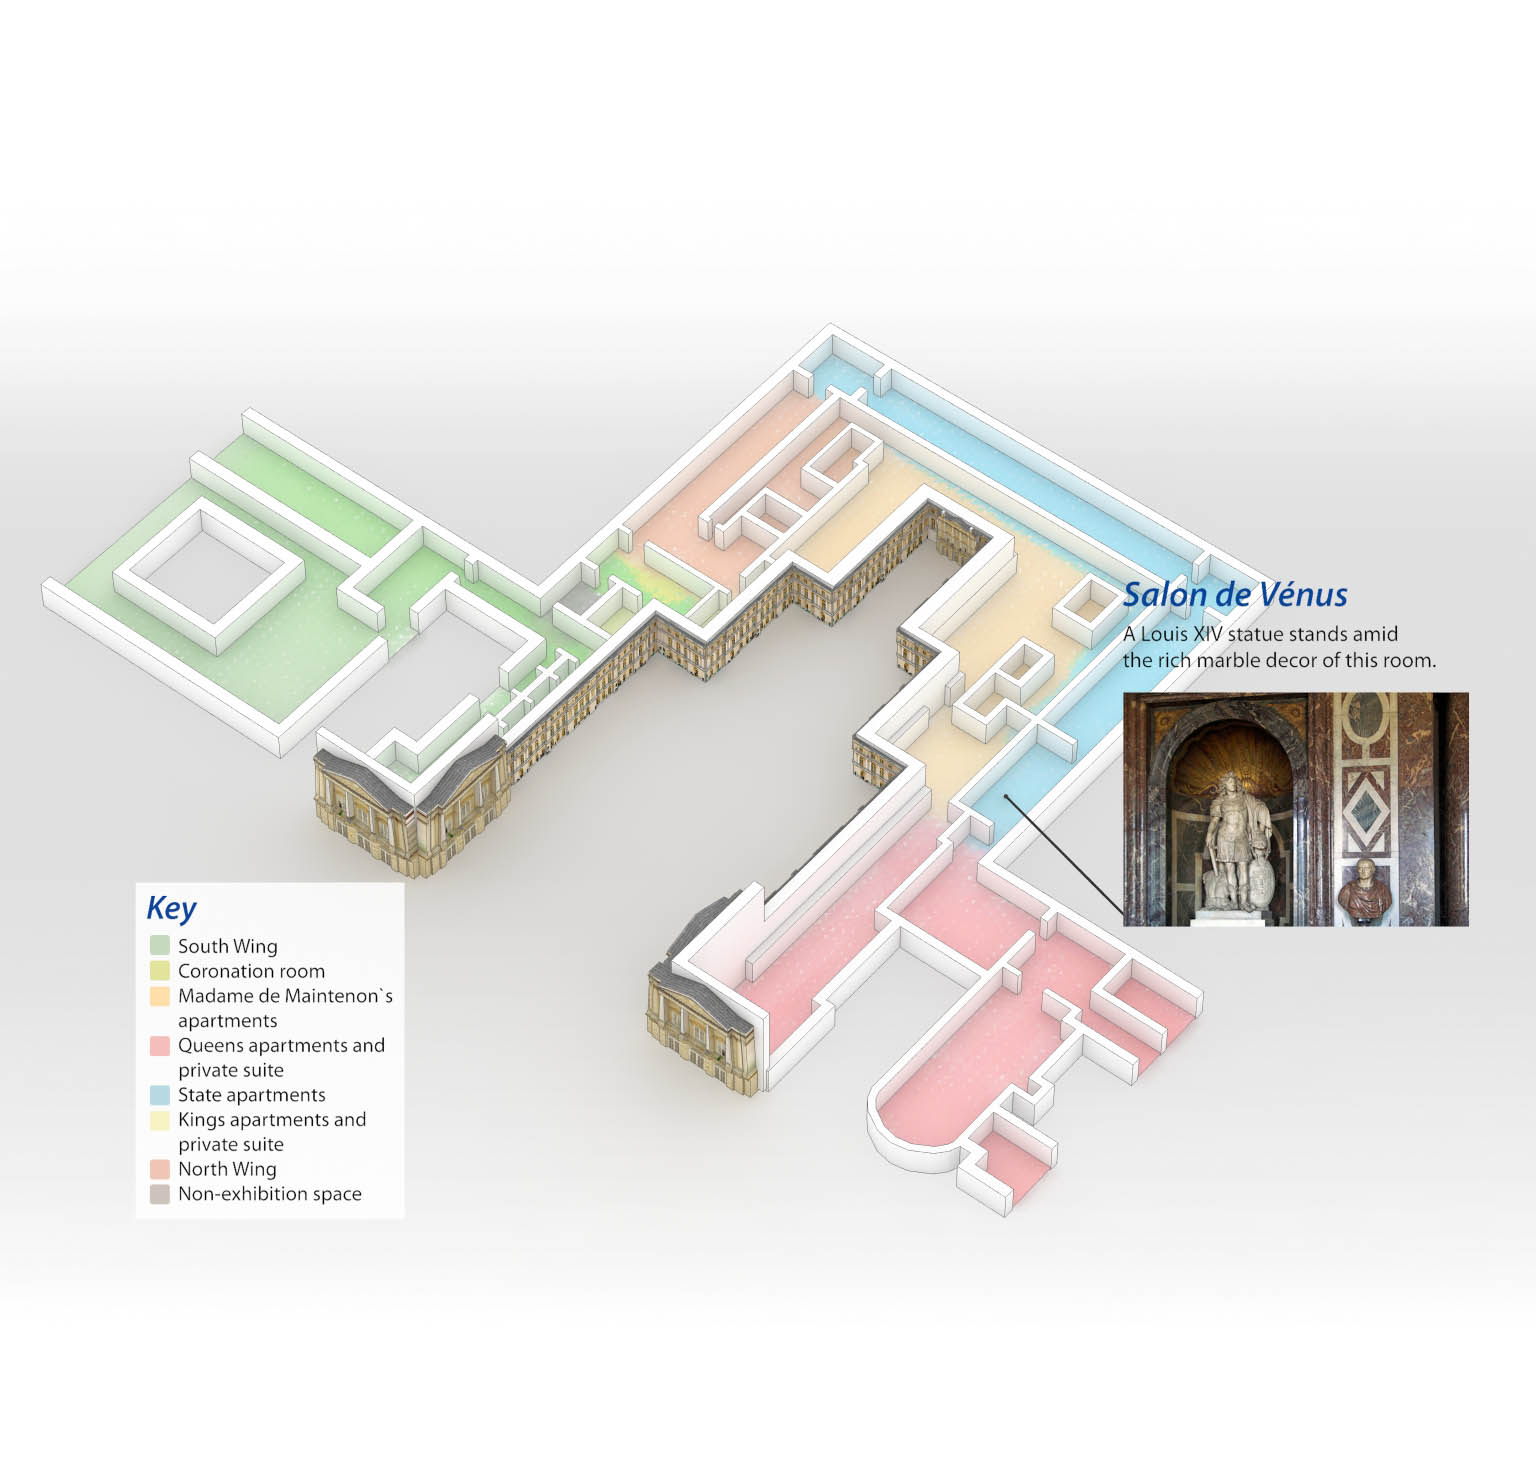 Salon de Vénus
A Louis XIV statue stands amid
the rich marble decor of this room.
Key
South Wing
Coronation room
Madame de Maintenon`s
apartments
Queens apartments and
private suite
State apartments
Kings apartments and
private suite
North Wing
Non-exhibition space